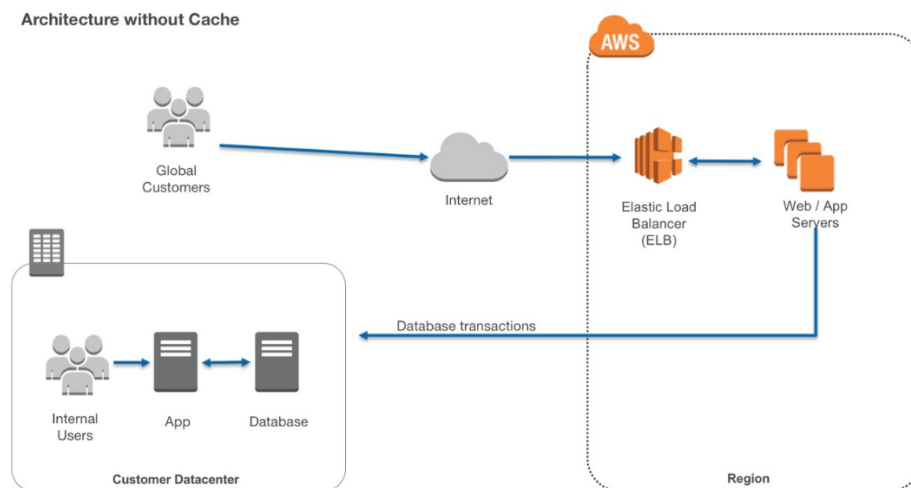 Architecture without Cache
AWS
Global
Customers
Internet
Elastic Load
Balancer
(ELB)
Web / App
Servers
Database transactions
Internal
Users
App
Database
Customer Datacenter
Region